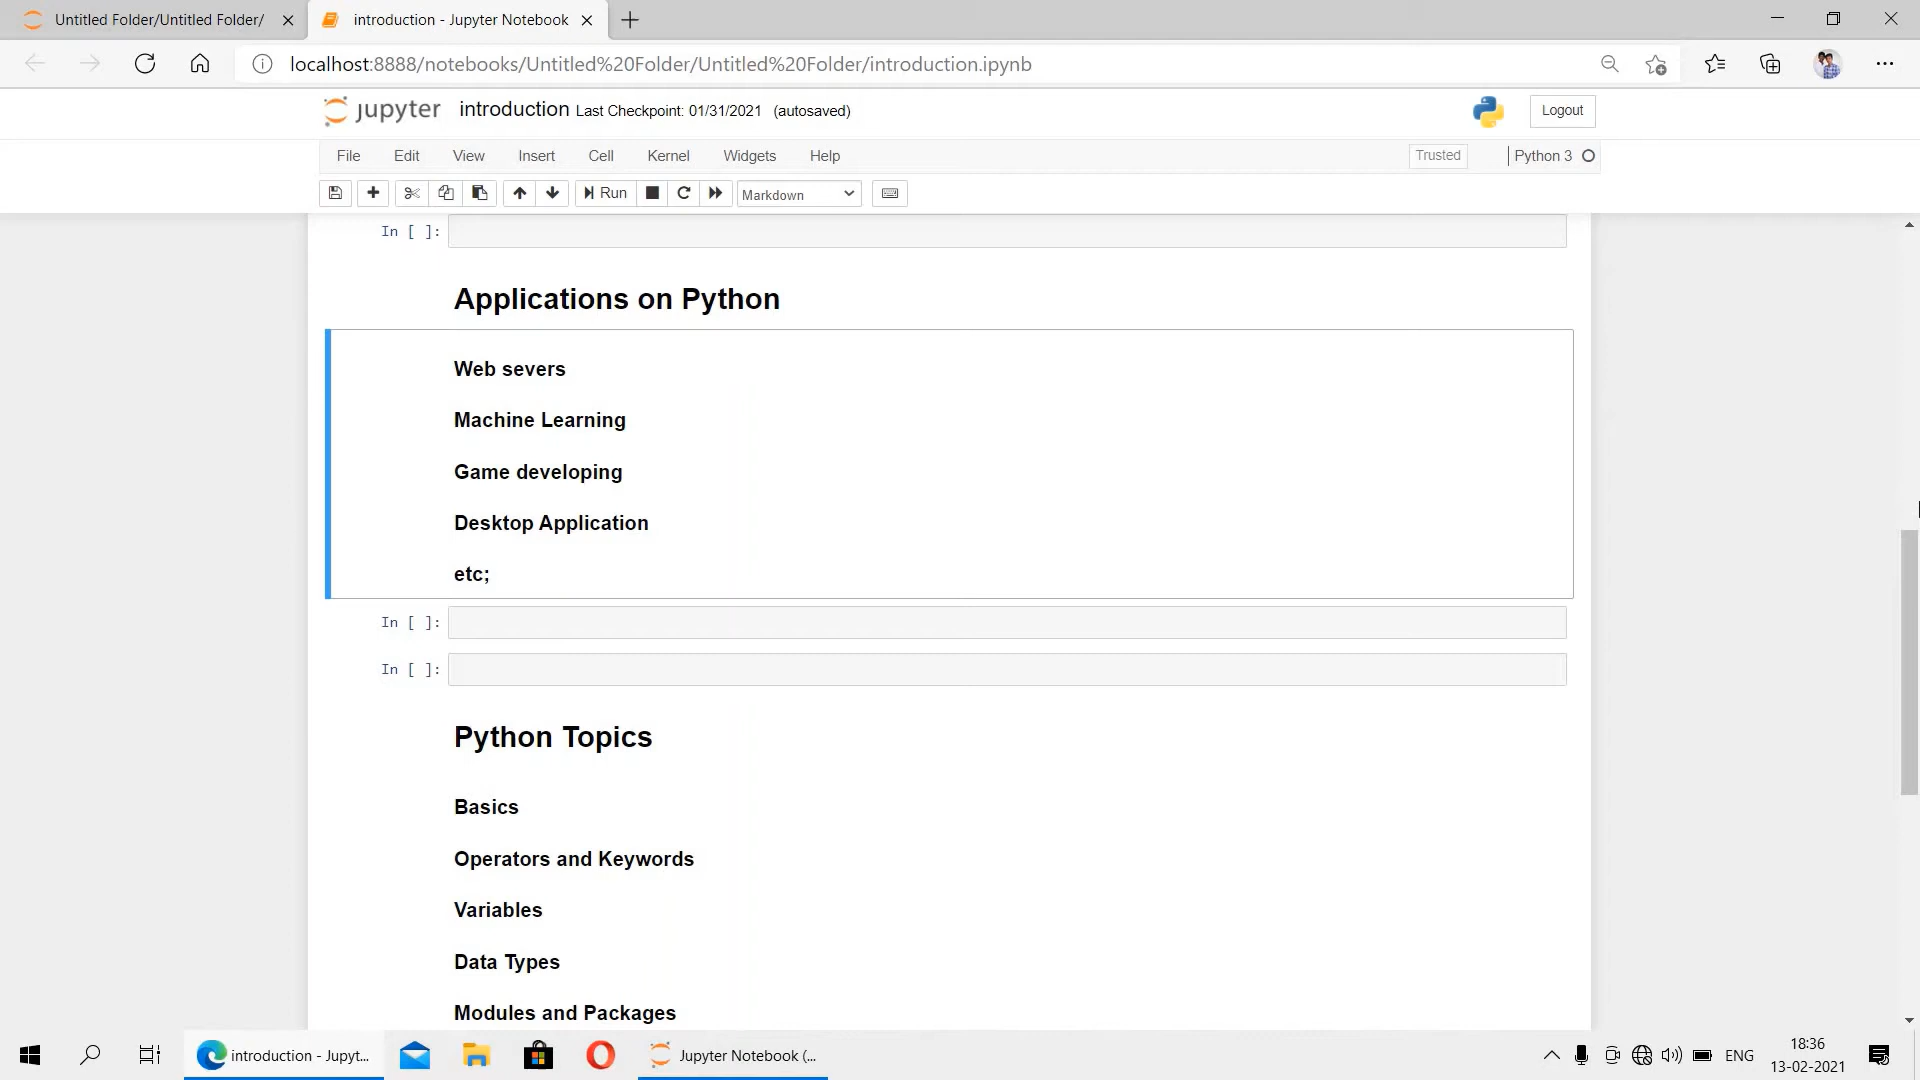 Untitled Folder/Untitled Folder/
introduction - Jupyter Notebook
localhost:8888/notebooks/Untitled%20Folder/Untitled%20Folder/introduction.ipynb
jupyter introduction Last Checkpoint: 01/31/2021 (autosaved)
Logout
File Edit View Insert Cell Kernel Widgets Help
Trusted
Python 3
Run
Markdown
In [ ]:
Applications on Python
Web severs
Machine Learning
Game developing
Desktop Application
etc;
In [ ]:
In [ ]:
Python Topics
Basics
Operators and Keywords
Variables
Data Types
Modules and Packages
introduction - Jupyt...
Jupyter Notebook (...
ENG
18:36
13-02-2021